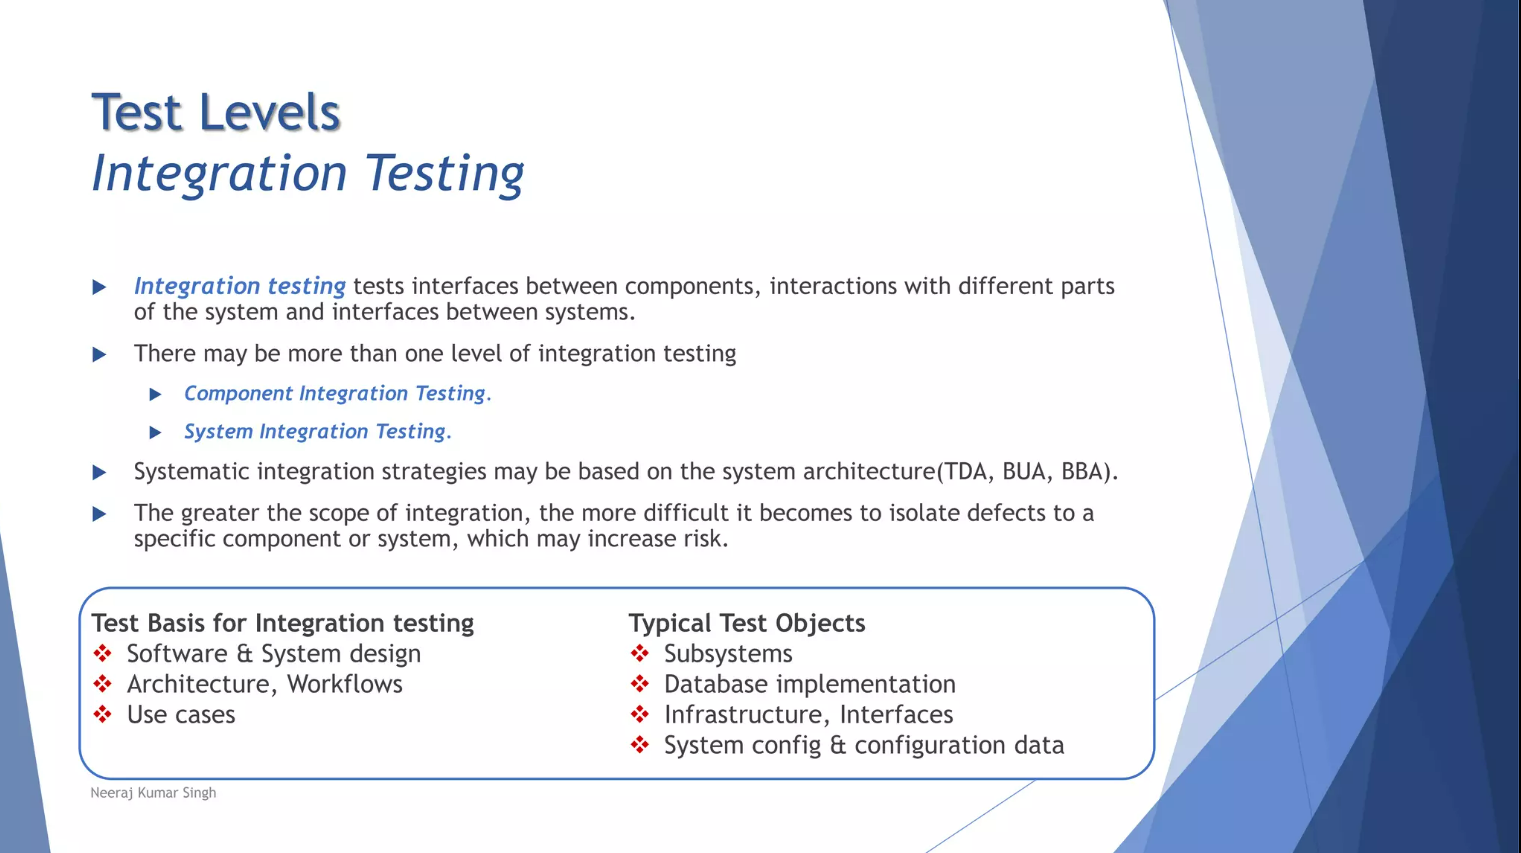 Test Levels
Integration Testing
Integration testing tests interfaces between components, interactions with different parts
of the system and interfaces between systems.
There may be more than one level of integration testing
Component Integration Testing.
System Integration Testing.
Systematic integration strategies may be based on the system architecture(TDA, BUA, BBA).
The greater the scope of integration, the more difficult it becomes to isolate defects to a
specific component or system, which may increase risk.
Test Basis for Integration testing
Software & System design
Architecture, Workflows
Use cases
Typical Test Objects
Subsystems
Database implementation
Infrastructure, Interfaces
System config & configuration data
Neeraj Kumar Singh